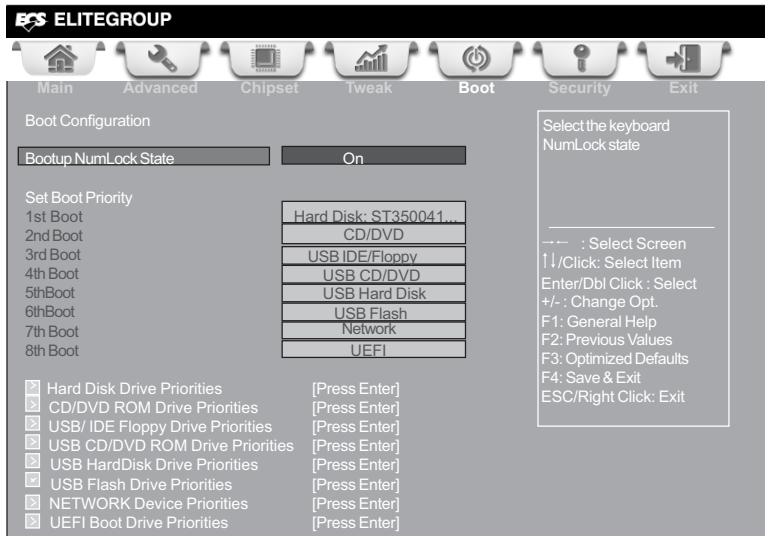 ECS ELITEGROUP
Main Advanced Chipset Tweak Boot Security Exit
Boot Configuration
Bootup NumLock State On
Set Boot Priority
1st Boot Hard Disk: ST350041...
2nd Boot CD/DVD
3rd Boot USB IDE/Floppy
4th Boot USB CD/DVD
5thBoot USB Hard Disk
6thBoot USB Flash
7th Boot Network
8th Boot UEFI
Hard Disk Drive Priorities [Press Enter]
CD/DVD ROM Drive Priorities [Press Enter]
USB/ IDE Floppy Drive Priorities [Press Enter]
USB CD/DVD ROM Drive Priorities [Press Enter]
USB HardDisk Drive Priorities [Press Enter]
USB Flash Drive Priorities [Press Enter]
NETWORK Device Priorities [Press Enter]
UEFI Boot Drive Priorities [Press Enter]
Select the keyboard
NumLock state
→← : Select Screen
↑↓/Click: Select Item
Enter/Dbl Click : Select
+/- : Change Opt.
F1: General Help
F2: Previous Values
F3: Optimized Defaults
F4: Save & Exit
ESC/Right Click: Exit